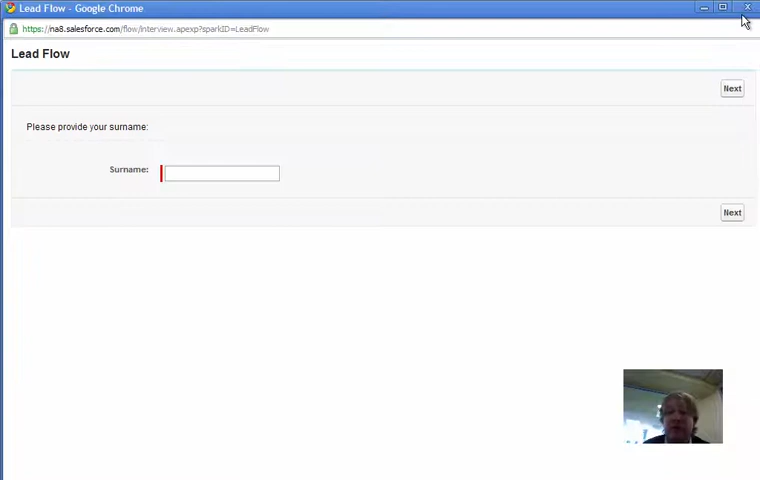 Lead Flow - Google Chrome
https://na8.salesforce.com/flow/interview.apexp?sparkID=LeadFlow
Lead Flow
Next
Please provide your surname:
Surname:
Next